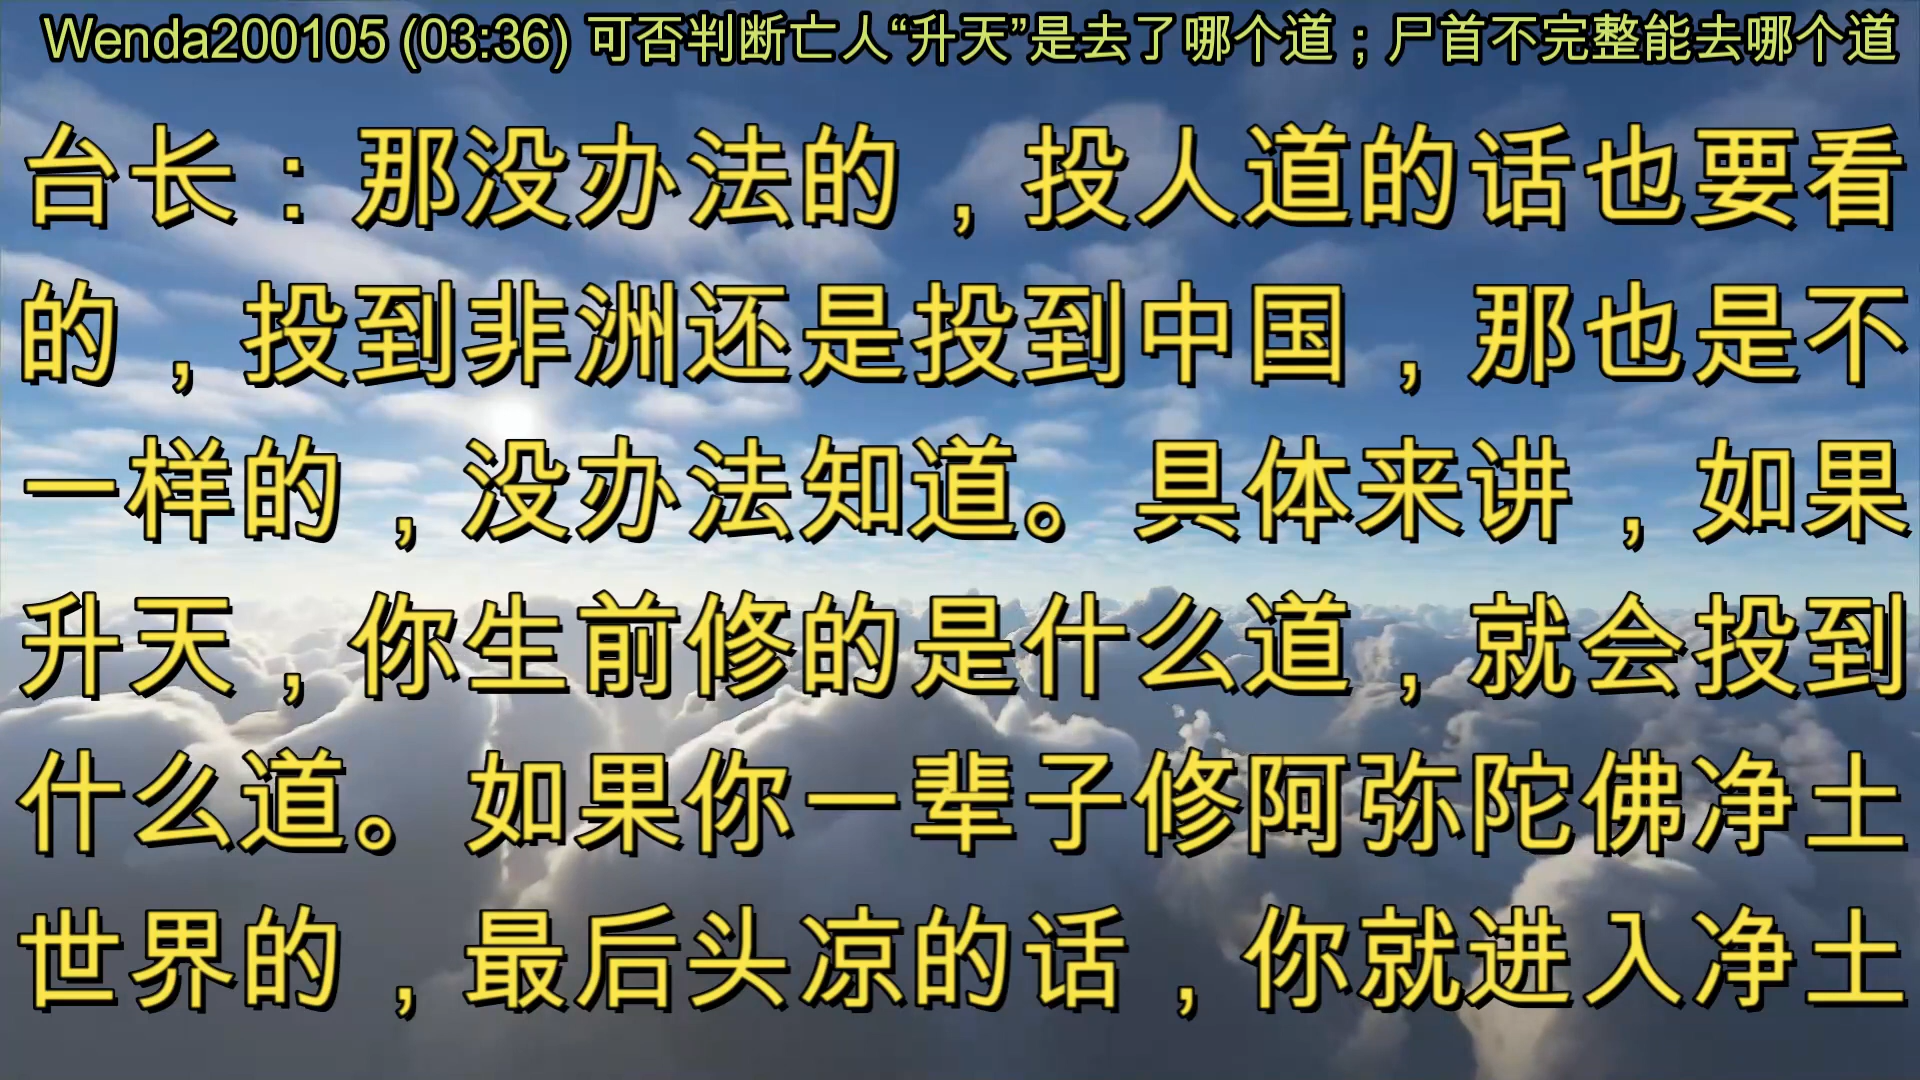 Wenda200105 (03:36) 可否判断亡人“升天”是去了哪个道；尸首不完整能去哪个道
台长：那没办法的，投人道的话也要看
的，投到非洲还是投到中国，那也是不
一样的，没办法知道。具体来讲，如果
升天，你生前修的是什么道，就会投到
什么道。如果你一辈子修阿弥陀佛净土
世界的，最后头凉的话，你就进入净土